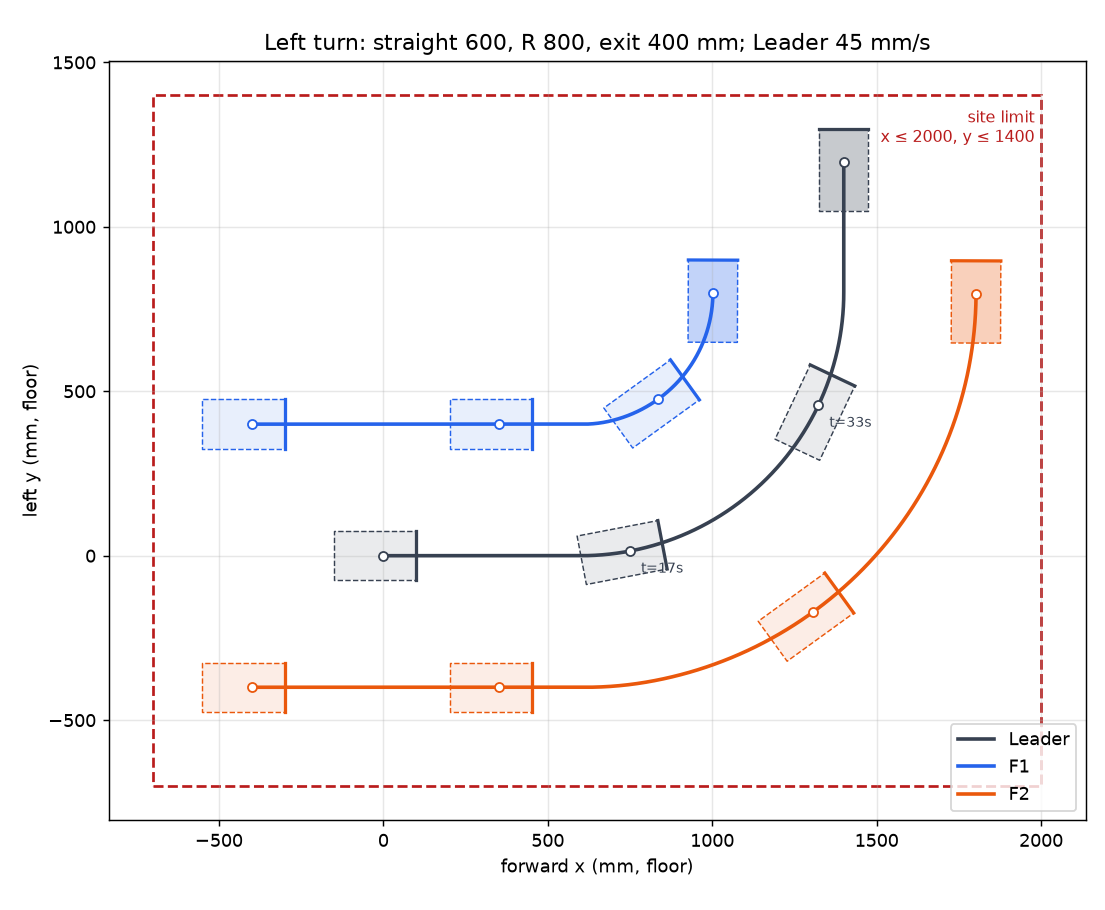 Left turn: straight 600, R 800, exit 400 mm; Leader 45 mm/s
1500
1000
500
0
−500
left y (mm, floor)
site limit
x ≤ 2000, y ≤ 1400
t=33s
t=17s
Leader
F1
F2
−500
0
500
1000
1500
2000
forward x (mm, floor)